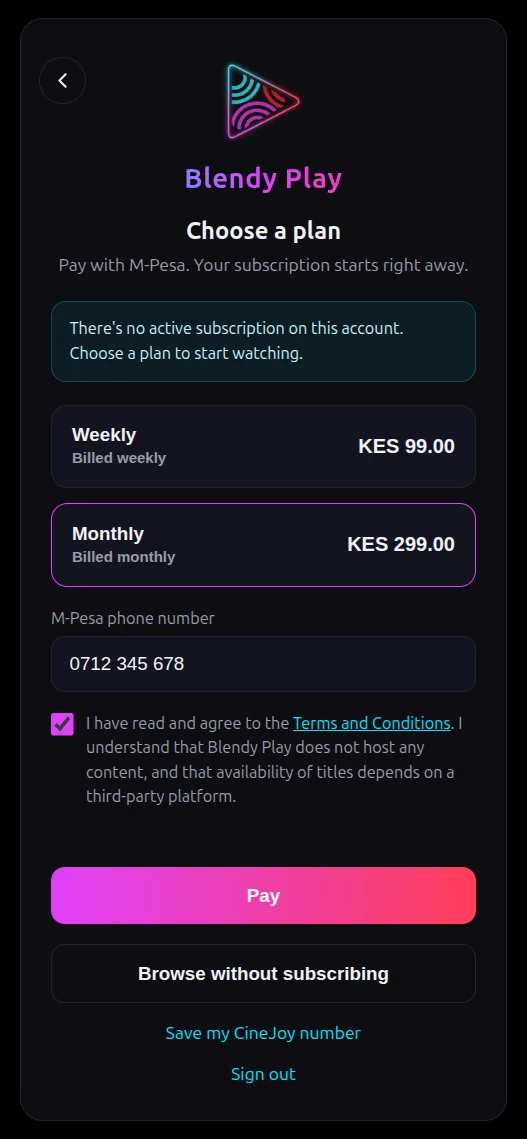 Blendy Play
Choose a plan
Pay with M-Pesa. Your subscription starts right away.
There's no active subscription on this account.
Choose a plan to start watching.
Weekly
Billed weekly
KES 99.00
Monthly
Billed monthly
KES 299.00
M-Pesa phone number
0712 345 678
I have read and agree to the Terms and Conditions. I
understand that Blendy Play does not host any
content, and that availability of titles depends on a
third-party platform.
Pay
Browse without subscribing
Save my CineJoy number
Sign out